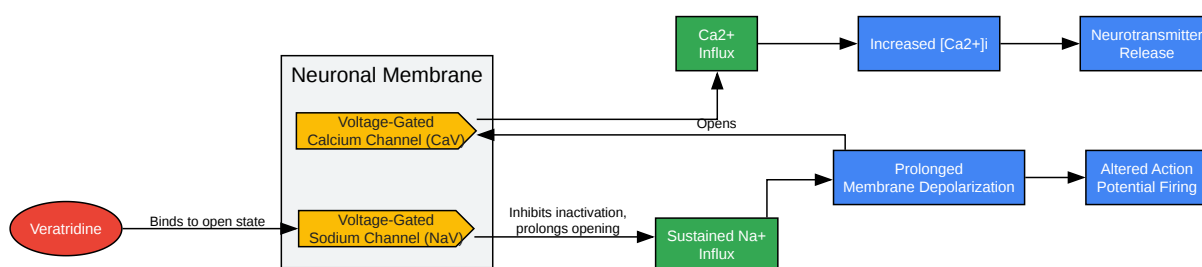 Ca2+
Influx
Increased [Ca2+]i
Neurotransmitter
Release
Neuronal Membrane
Voltage-Gated
Calcium Channel (CaV)
Opens
Prolonged
Membrane Depolarization
Altered Action
Potential Firing
Veratridine
Binds to open state
Voltage-Gated
Sodium Channel (NaV)
Inhibits inactivation,
prolongs opening
Sustained Na+
Influx